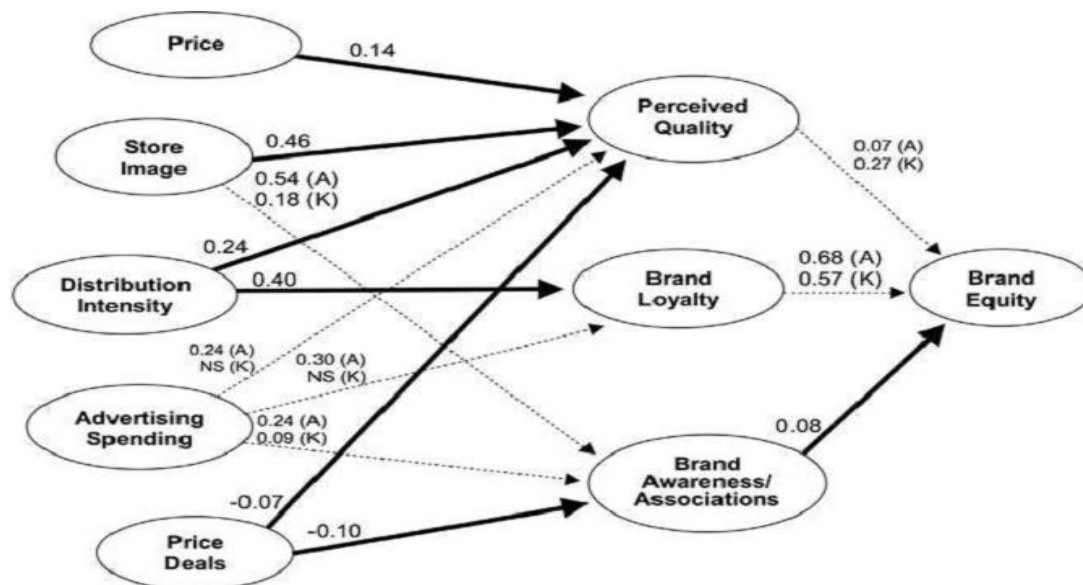 Price
0.14
Perceived
Quality
Store
Image
0.46
0.54 (A)
0.18 (K)
0.07 (A)
0.27 (K)
Distribution
Intensity
0.24
0.40
Brand
Loyalty
0.68 (A)
0.57 (K)
Brand
Equity
0.24 (A)
NS (K)
0.30 (A)
NS (K)
Advertising
Spending
0.24 (A)
0.09 (K)
Brand
Awareness/
Associations
0.08
-0.07
-0.10
Price
Deals